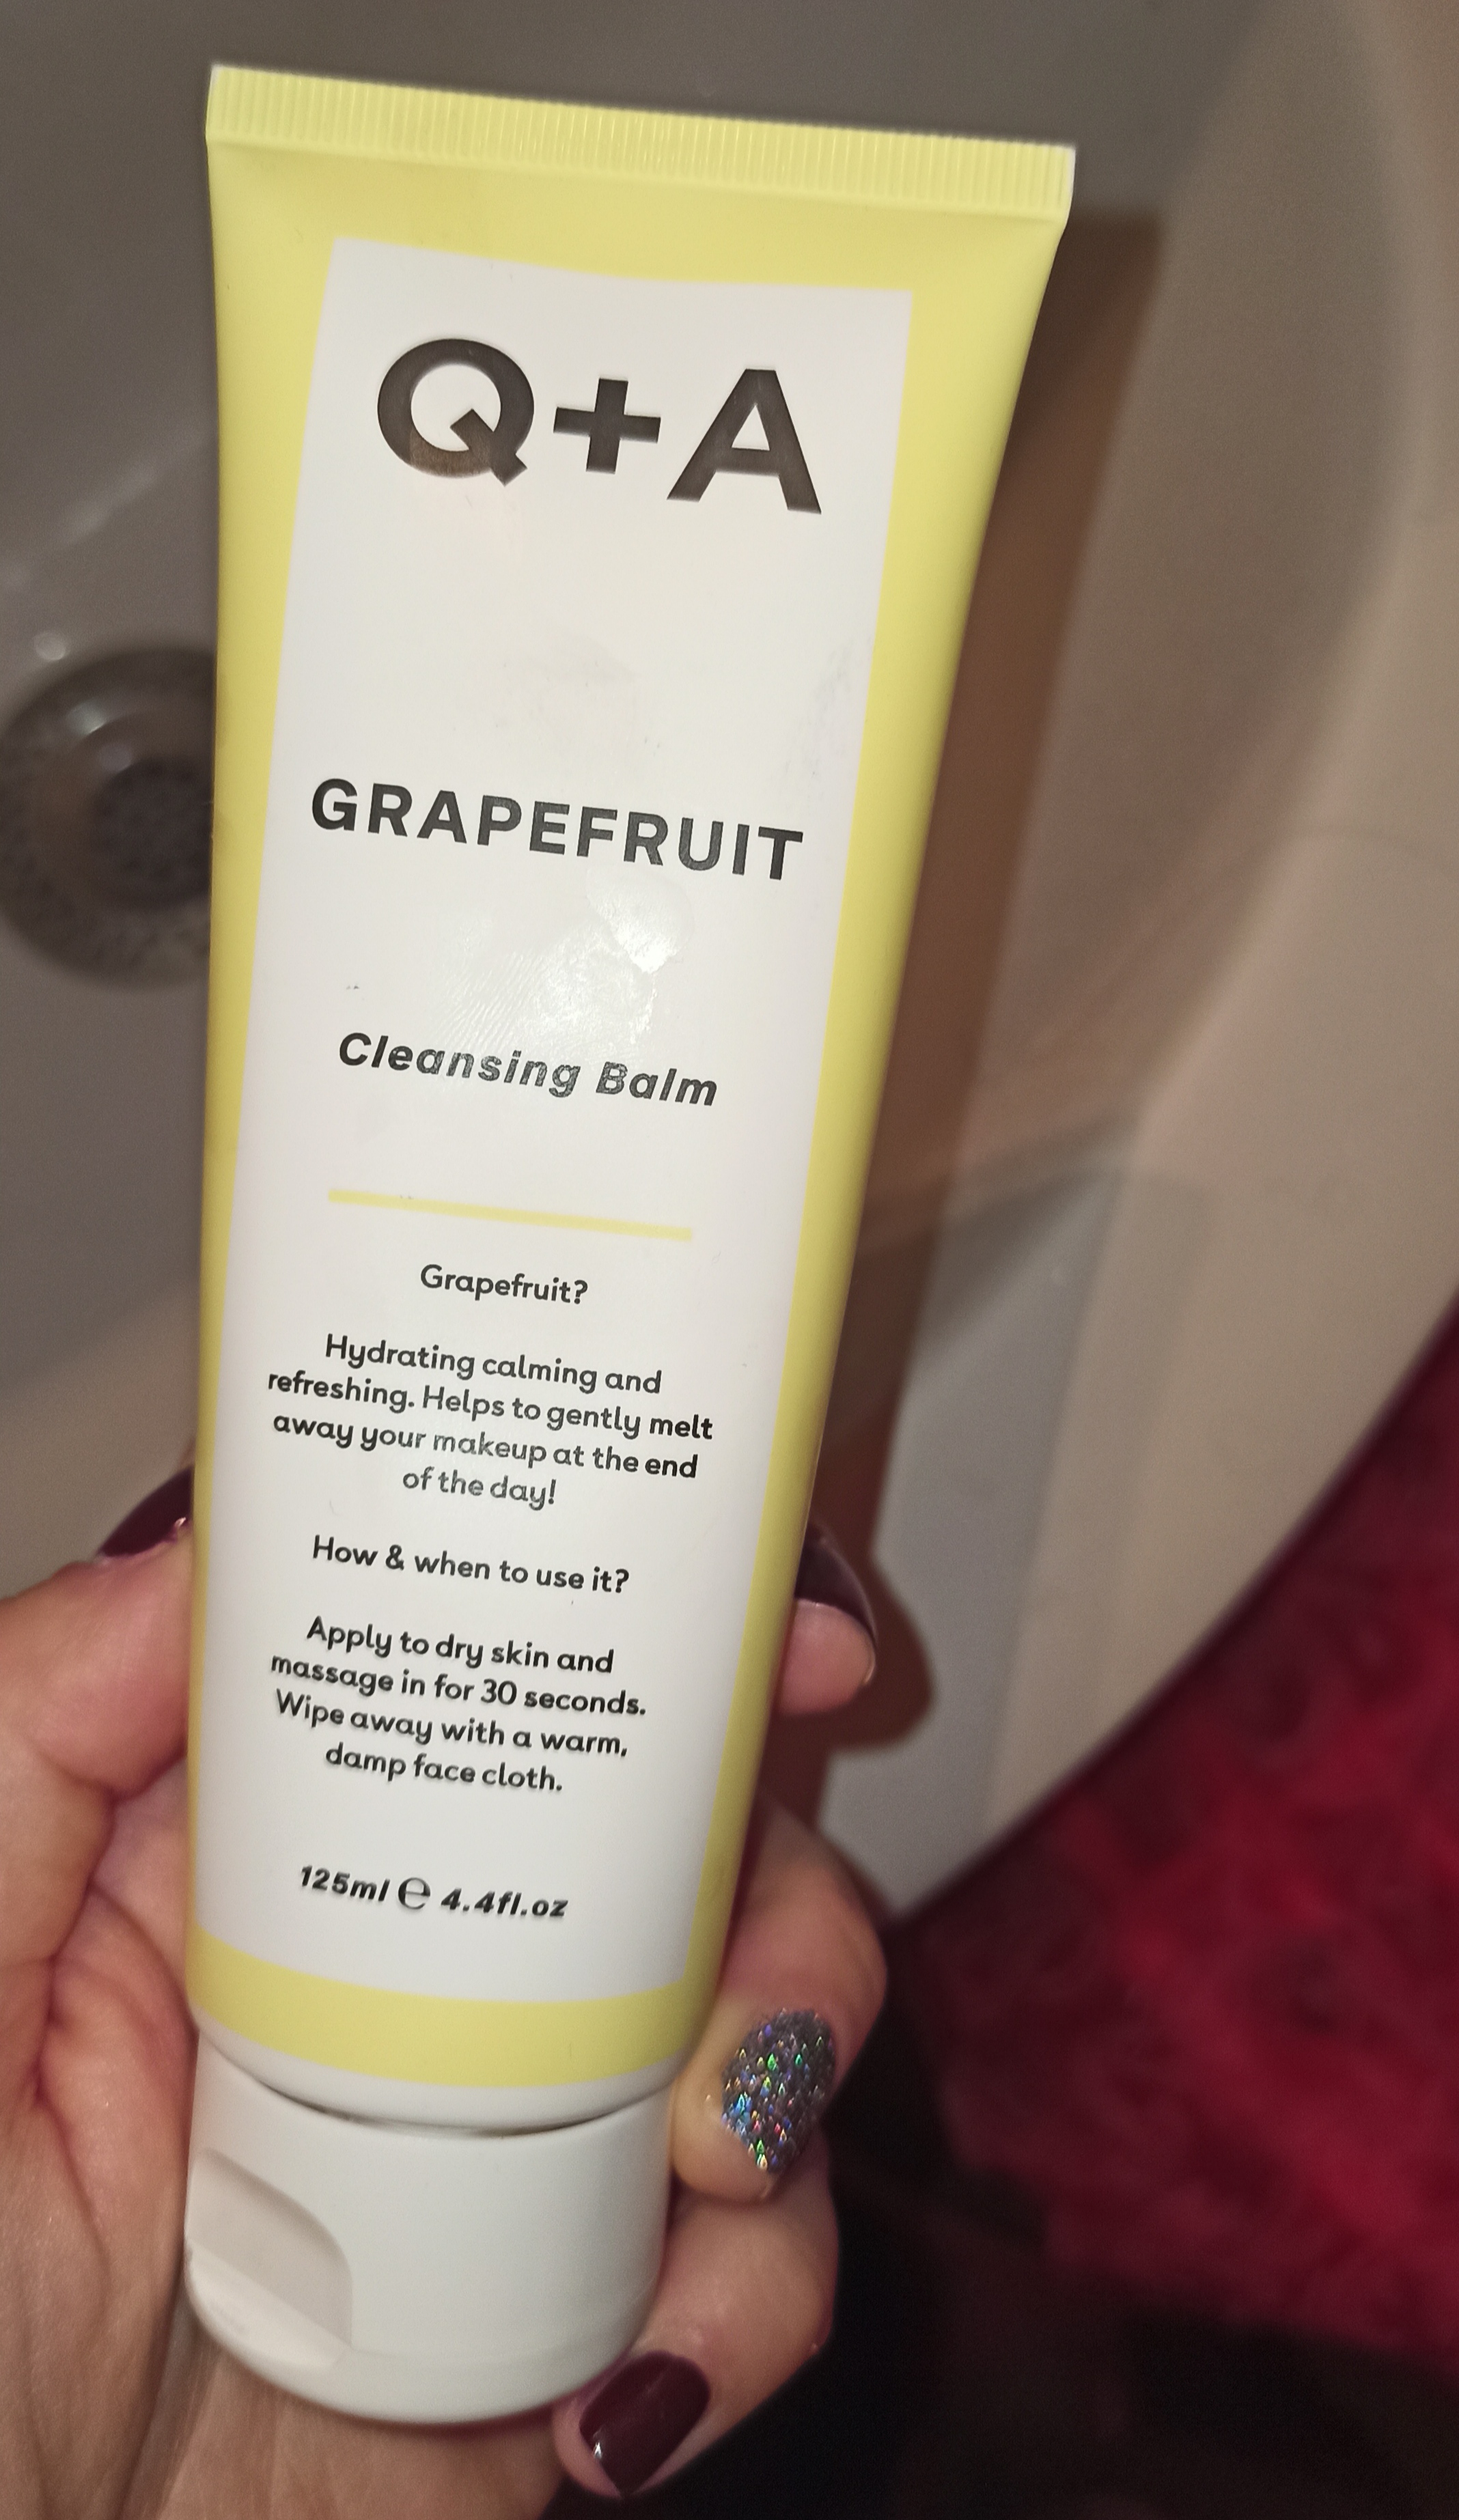 Q+A
GRAPEFRUIT
Cleansing Balm
Grapefruit?
Hydrating calming and
refreshing. Helps to gently melt
away your makeup at the end
of the day!
How & when to use it?
Apply to dry skin and
massage in for 30 seconds.
Wipe away with a warm,
damp face cloth.
125ml ℮ 4.4fl.oz